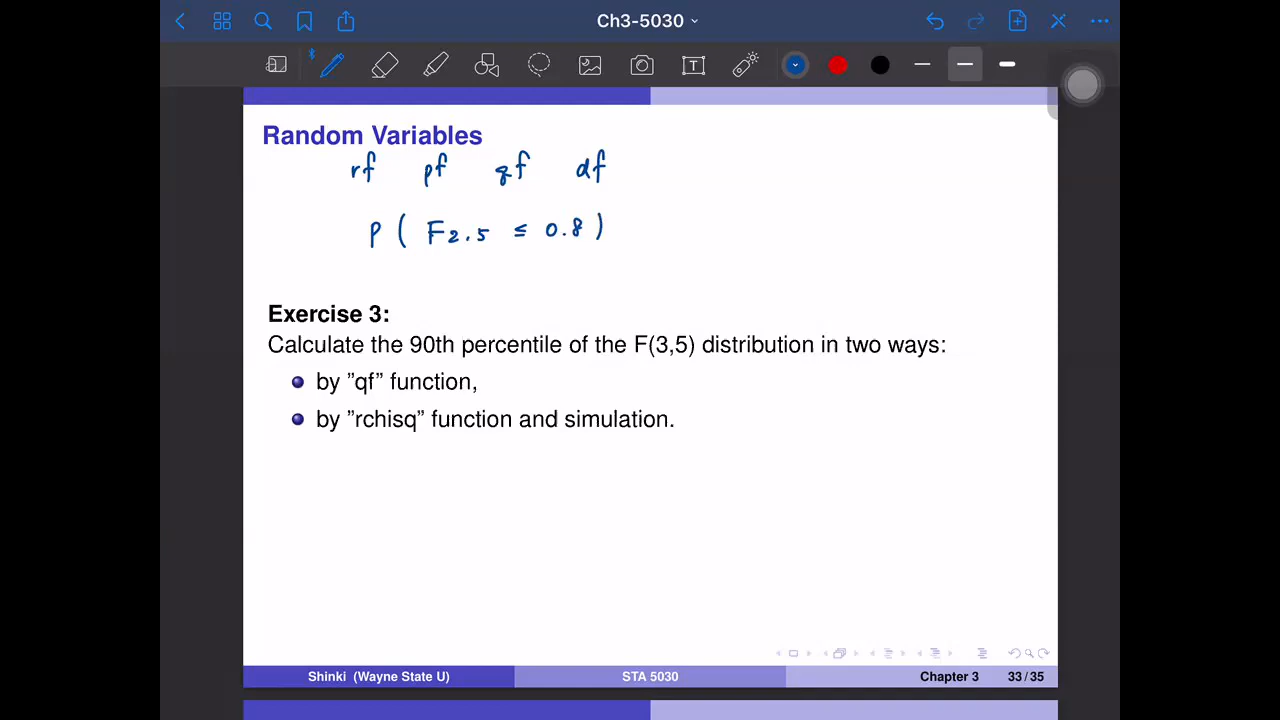 Ch3-5030
T
Random Variables
rf pf qf df
P ( F2.5 ≤ 0.8 )
Exercise 3:
Calculate the 90th percentile of the F(3,5) distribution in two ways:
by ”qf” function,
by ”rchisq” function and simulation.
Shinki (Wayne State U) STA 5030 Chapter 3 33/35